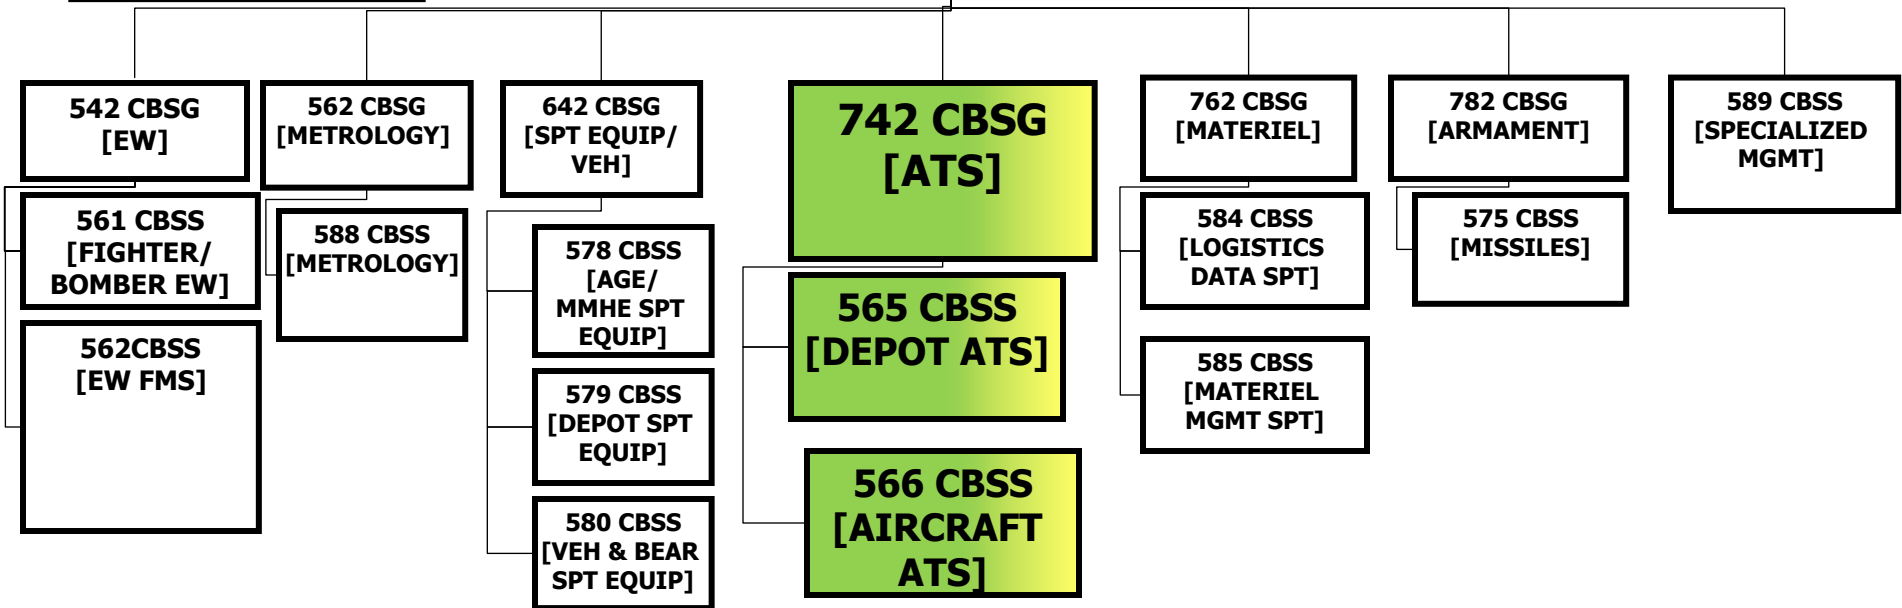 542 CBSG
[EW]
561 CBSS
[FIGHTER/
BOMBER EW]
562CBSS
[EW FMS]
562 CBSG
[METROLOGY]
588 CBSS
[METROLOGY]
642 CBSG
[SPT EQUIP/
VEH]
578 CBSS
[AGE/
MMHE SPT
EQUIP]
579 CBSS
[DEPOT SPT
EQUIP]
580 CBSS
[VEH & BEAR
SPT EQUIP]
742 CBSG
[ATS]
565 CBSS
[DEPOT ATS]
566 CBSS
[AIRCRAFT
ATS]
762 CBSG
[MATERIEL]
584 CBSS
[LOGISTICS
DATA SPT]
585 CBSS
[MATERIEL
MGMT SPT]
782 CBSG
[ARMAMENT]
575 CBSS
[MISSILES]
589 CBSS
[SPECIALIZED
MGMT]